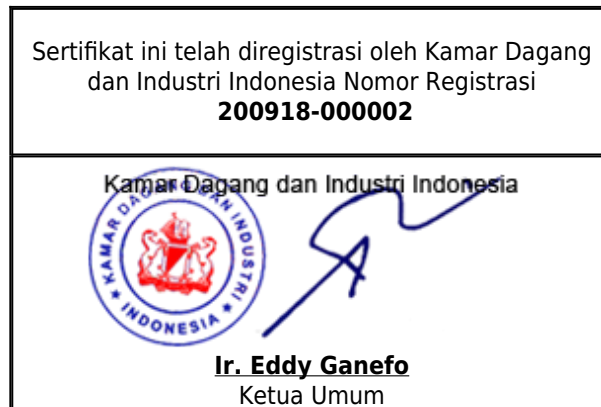 Sertifikat ini telah diregistrasi oleh Kamar Dagang
dan Industri Indonesia Nomor Registrasi
200918-000002
Kamar Dagang dan Industri Indonesia
KAMAR DAGANG DAN INDUSTRI
INDONESIA
Ir. Eddy Ganefo
Ketua Umum